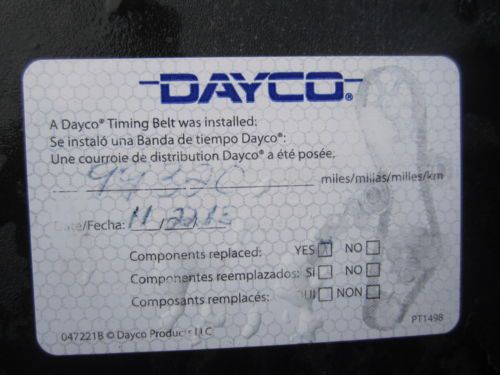 DAYCO®
A Dayco® Timing Belt was installed:
Se instaló una Banda de tiempo Dayco®:
Une courroie de distribution Dayco® a été posée:
97320 miles/millas/milles/km
Date/Fecha: 11,22,13
Components replaced: YES NO
Componentes reemplazados: SI NO
Composants remplacés: OUI NON
047221B © Dayco Products LLC
PT1498